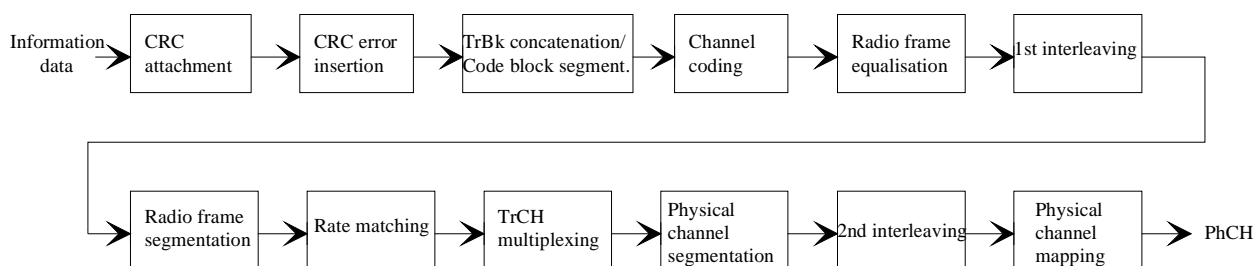 Information
data
CRC
attachment
CRC error
insertion
TrBk concatenation/
Code block segment.
Channel
coding
Radio frame
equalisation
1st interleaving
Radio frame
segmentation
Rate matching
TrCH
multiplexing
Physical
channel
segmentation
2nd interleaving
Physical
channel
mapping
PhCH